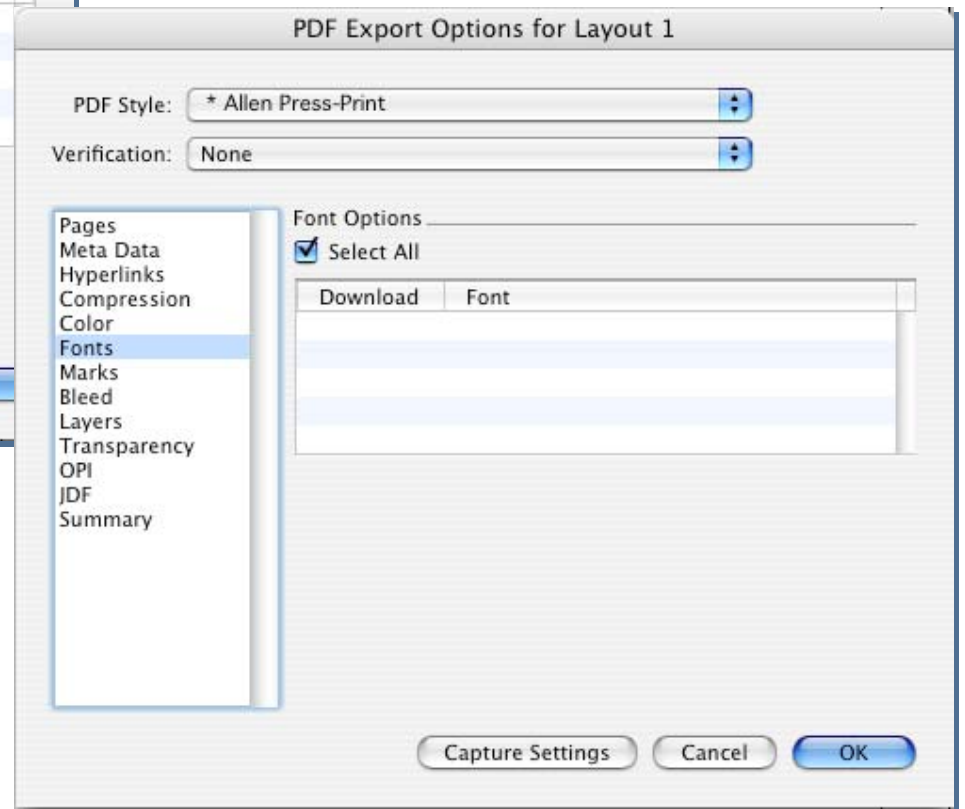 PDF Export Options for Layout 1
PDF Style: * Allen Press-Print
Verification: None
Pages
Meta Data
Hyperlinks
Compression
Color
Fonts
Marks
Bleed
Layers
Transparency
OPI
JDF
Summary
Font Options
Select All
Download Font
Capture Settings Cancel OK